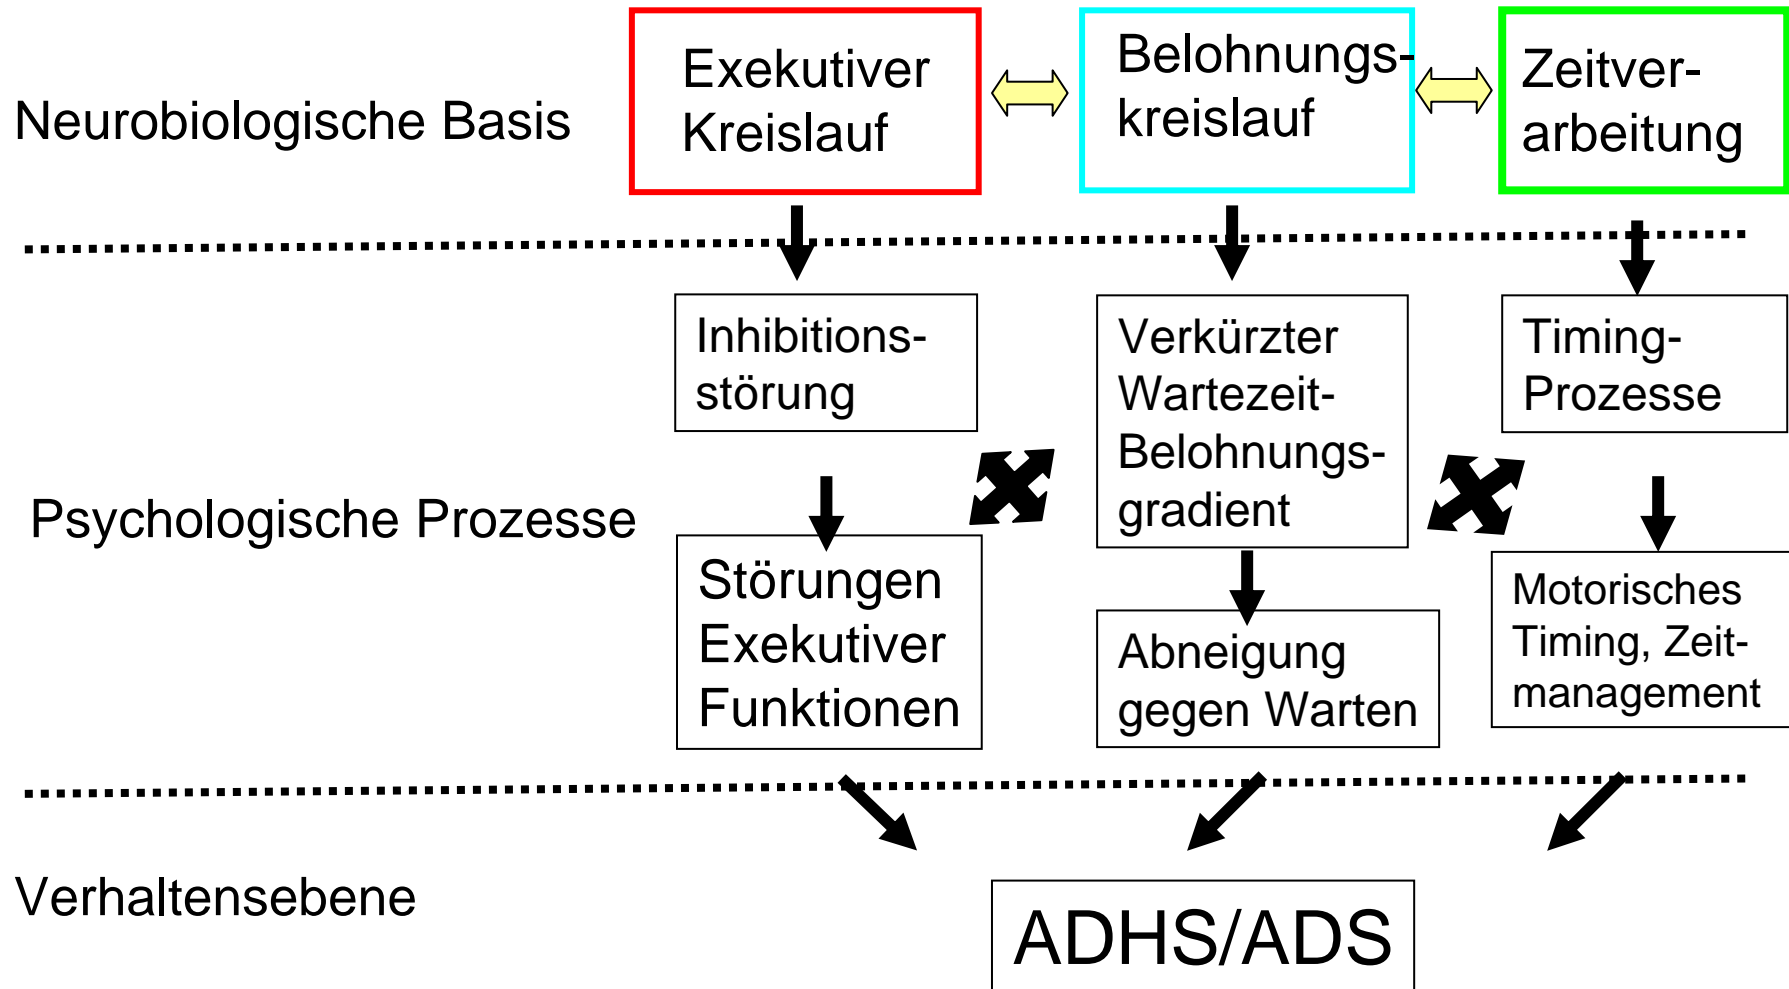 Neurobiologische Basis
Exekutiver
Kreislauf
Belohnungs-
kreislauf
Zeitver-
arbeitung
Psychologische Prozesse
Inhibitions-
störung
Verkürzter
Wartezeit-
Belohnungs-
gradient
Timing-
Prozesse
Störungen
Exekutiver
Funktionen
Abneigung
gegen Warten
Motorisches
Timing, Zeit-
management
Verhaltensebene
ADHS/ADS